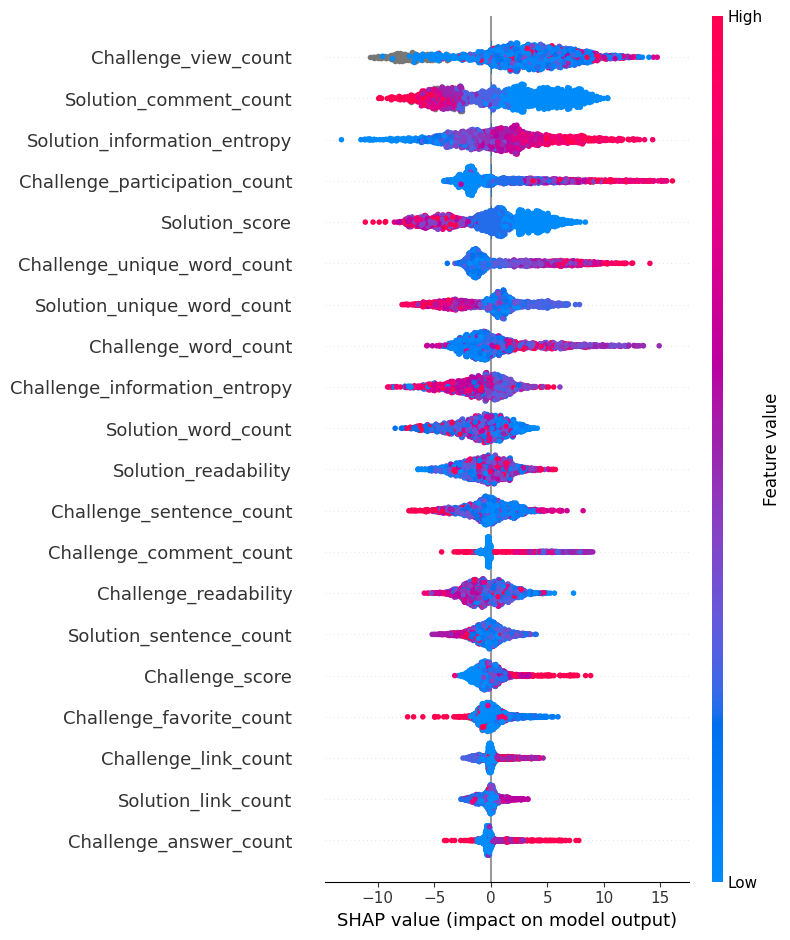 High
Challenge_view_count
Solution_comment_count
Solution_information_entropy
Challenge_participation_count
Solution_score
Challenge_unique_word_count
Solution_unique_word_count
Challenge_word_count
Challenge_information_entropy
Solution_word_count
Solution_readability
Challenge_sentence_count
Challenge_comment_count
Challenge_readability
Solution_sentence_count
Challenge_score
Challenge_favorite_count
Challenge_link_count
Solution_link_count
Challenge_answer_count
Feature value
Low
−10 −5 0 5 10 15
SHAP value (impact on model output)